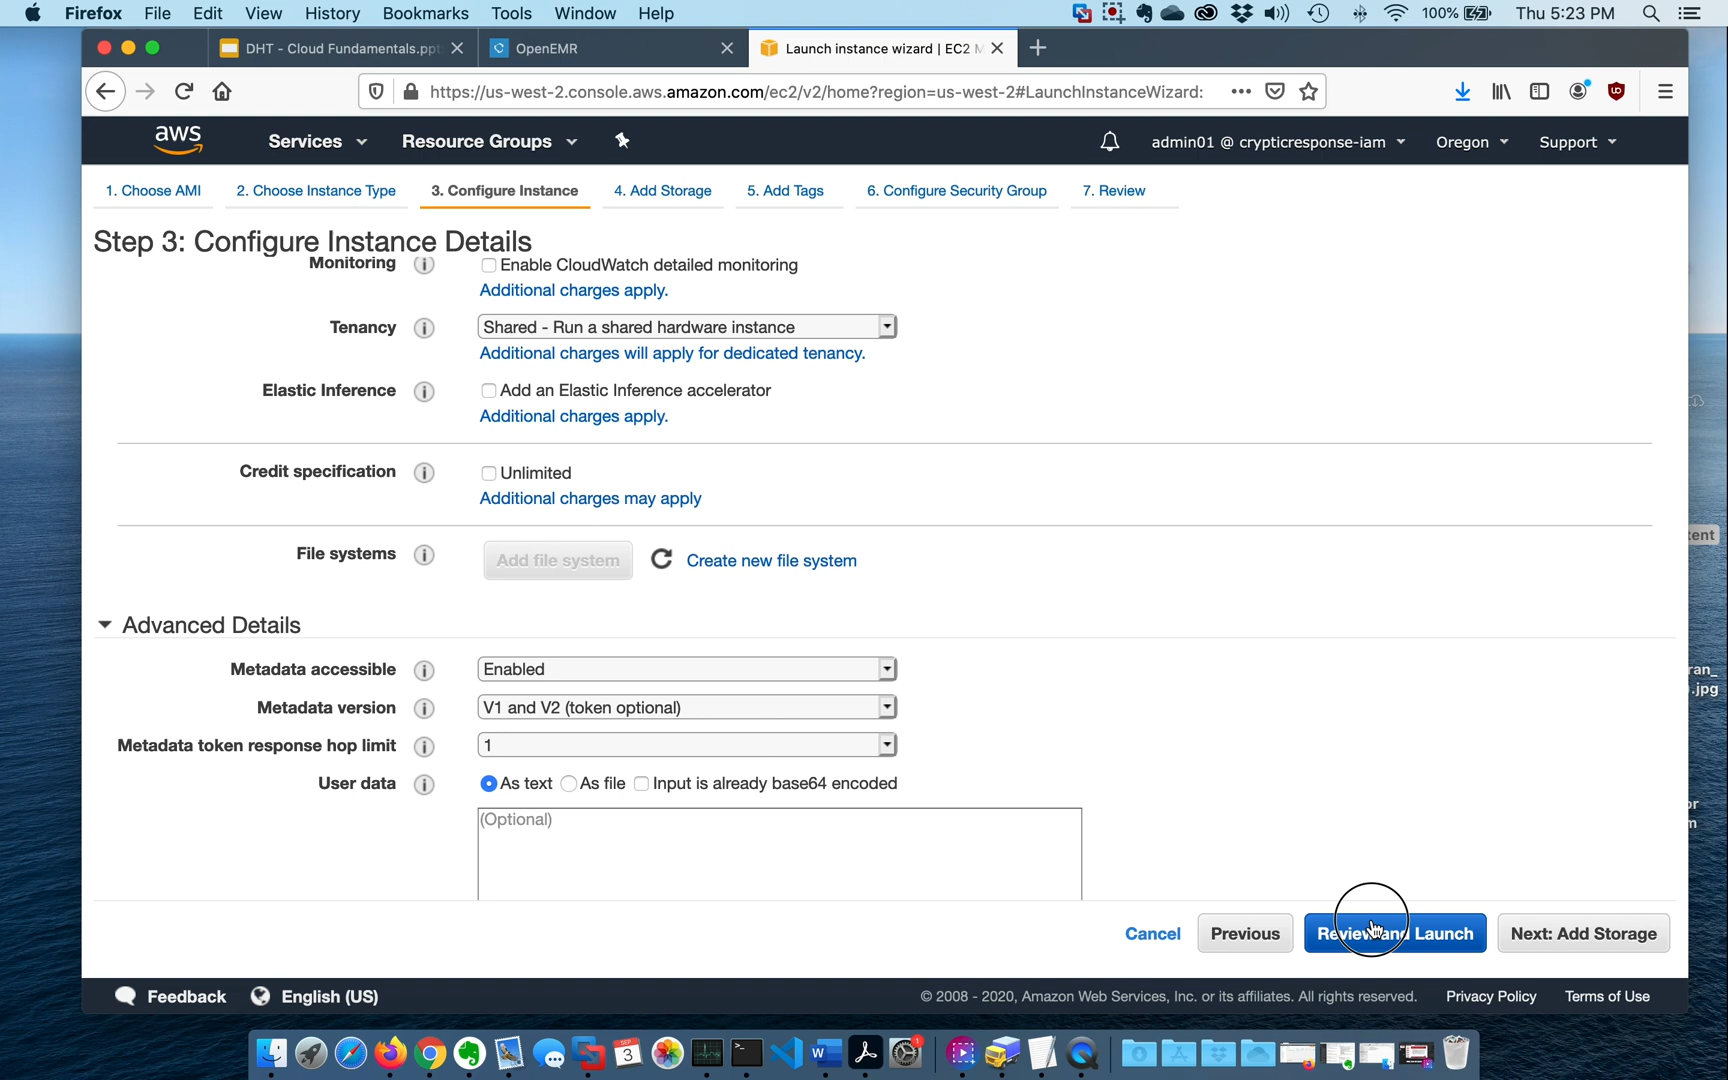 Firefox File Edit View History Bookmarks Tools Window Help 100% Thu 5:23 PM
DHT - Cloud Fundamentals.ppt OpenEMR Launch instance wizard | EC2 M
https://us-west-2.console.aws.amazon.com/ec2/v2/home?region=us-west-2#LaunchInstanceWizard:
aws Services Resource Groups admin01 @ crypticresponse-iam Oregon Support
1. Choose AMI 2. Choose Instance Type 3. Configure Instance 4. Add Storage 5. Add Tags 6. Configure Security Group 7. Review
Step 3: Configure Instance Details
Monitoring i Enable CloudWatch detailed monitoring
Additional charges apply.
Tenancy i Shared - Run a shared hardware instance
Additional charges will apply for dedicated tenancy.
Elastic Inference i Add an Elastic Inference accelerator
Additional charges apply.
Credit specification i Unlimited
Additional charges may apply
File systems i Add file system Create new file system
tent
Advanced Details
Metadata accessible i Enabled
ran_
.jpg
Metadata version i V1 and V2 (token optional)
Metadata token response hop limit i 1
User data i As text As file Input is already base64 encoded
(Optional)
or
m
Cancel Previous Review and Launch Next: Add Storage
Feedback English (US) © 2008 - 2020, Amazon Web Services, Inc. or its affiliates. All rights reserved. Privacy Policy Terms of Use
SEP
3
W
1